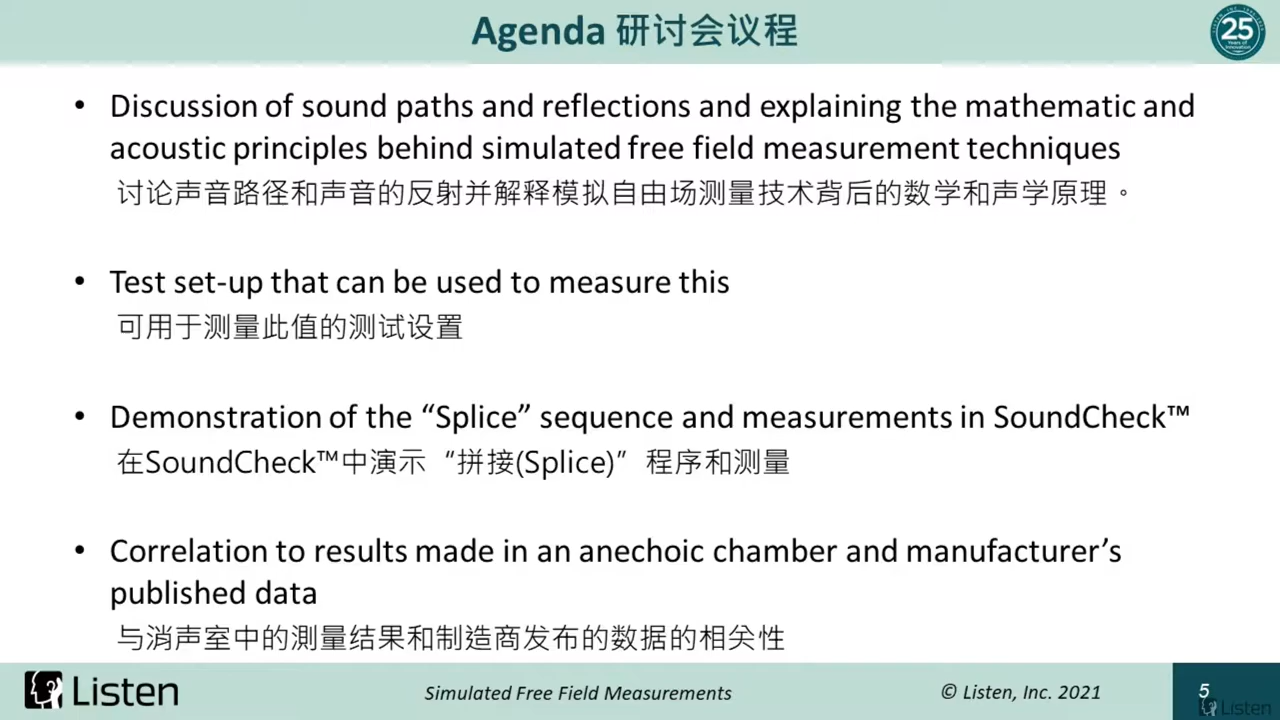 Agenda 研讨会议程
25
Years of
Innovation
• Discussion of sound paths and reflections and explaining the mathematic and
acoustic principles behind simulated free field measurement techniques
讨论声音路径和声音的反射并解释模拟自由场测量技术背后的数学和声学原理。
• Test set-up that can be used to measure this
可用于测量此值的测试设置
• Demonstration of the “Splice” sequence and measurements in SoundCheck™
在SoundCheck™中演示“拼接(Splice)”程序和测量
• Correlation to results made in an anechoic chamber and manufacturer’s
published data
与消声室中的測量结果和制造商发布的数据的相关性
Listen
Simulated Free Field Measurements
© Listen, Inc. 2021
5
Listen